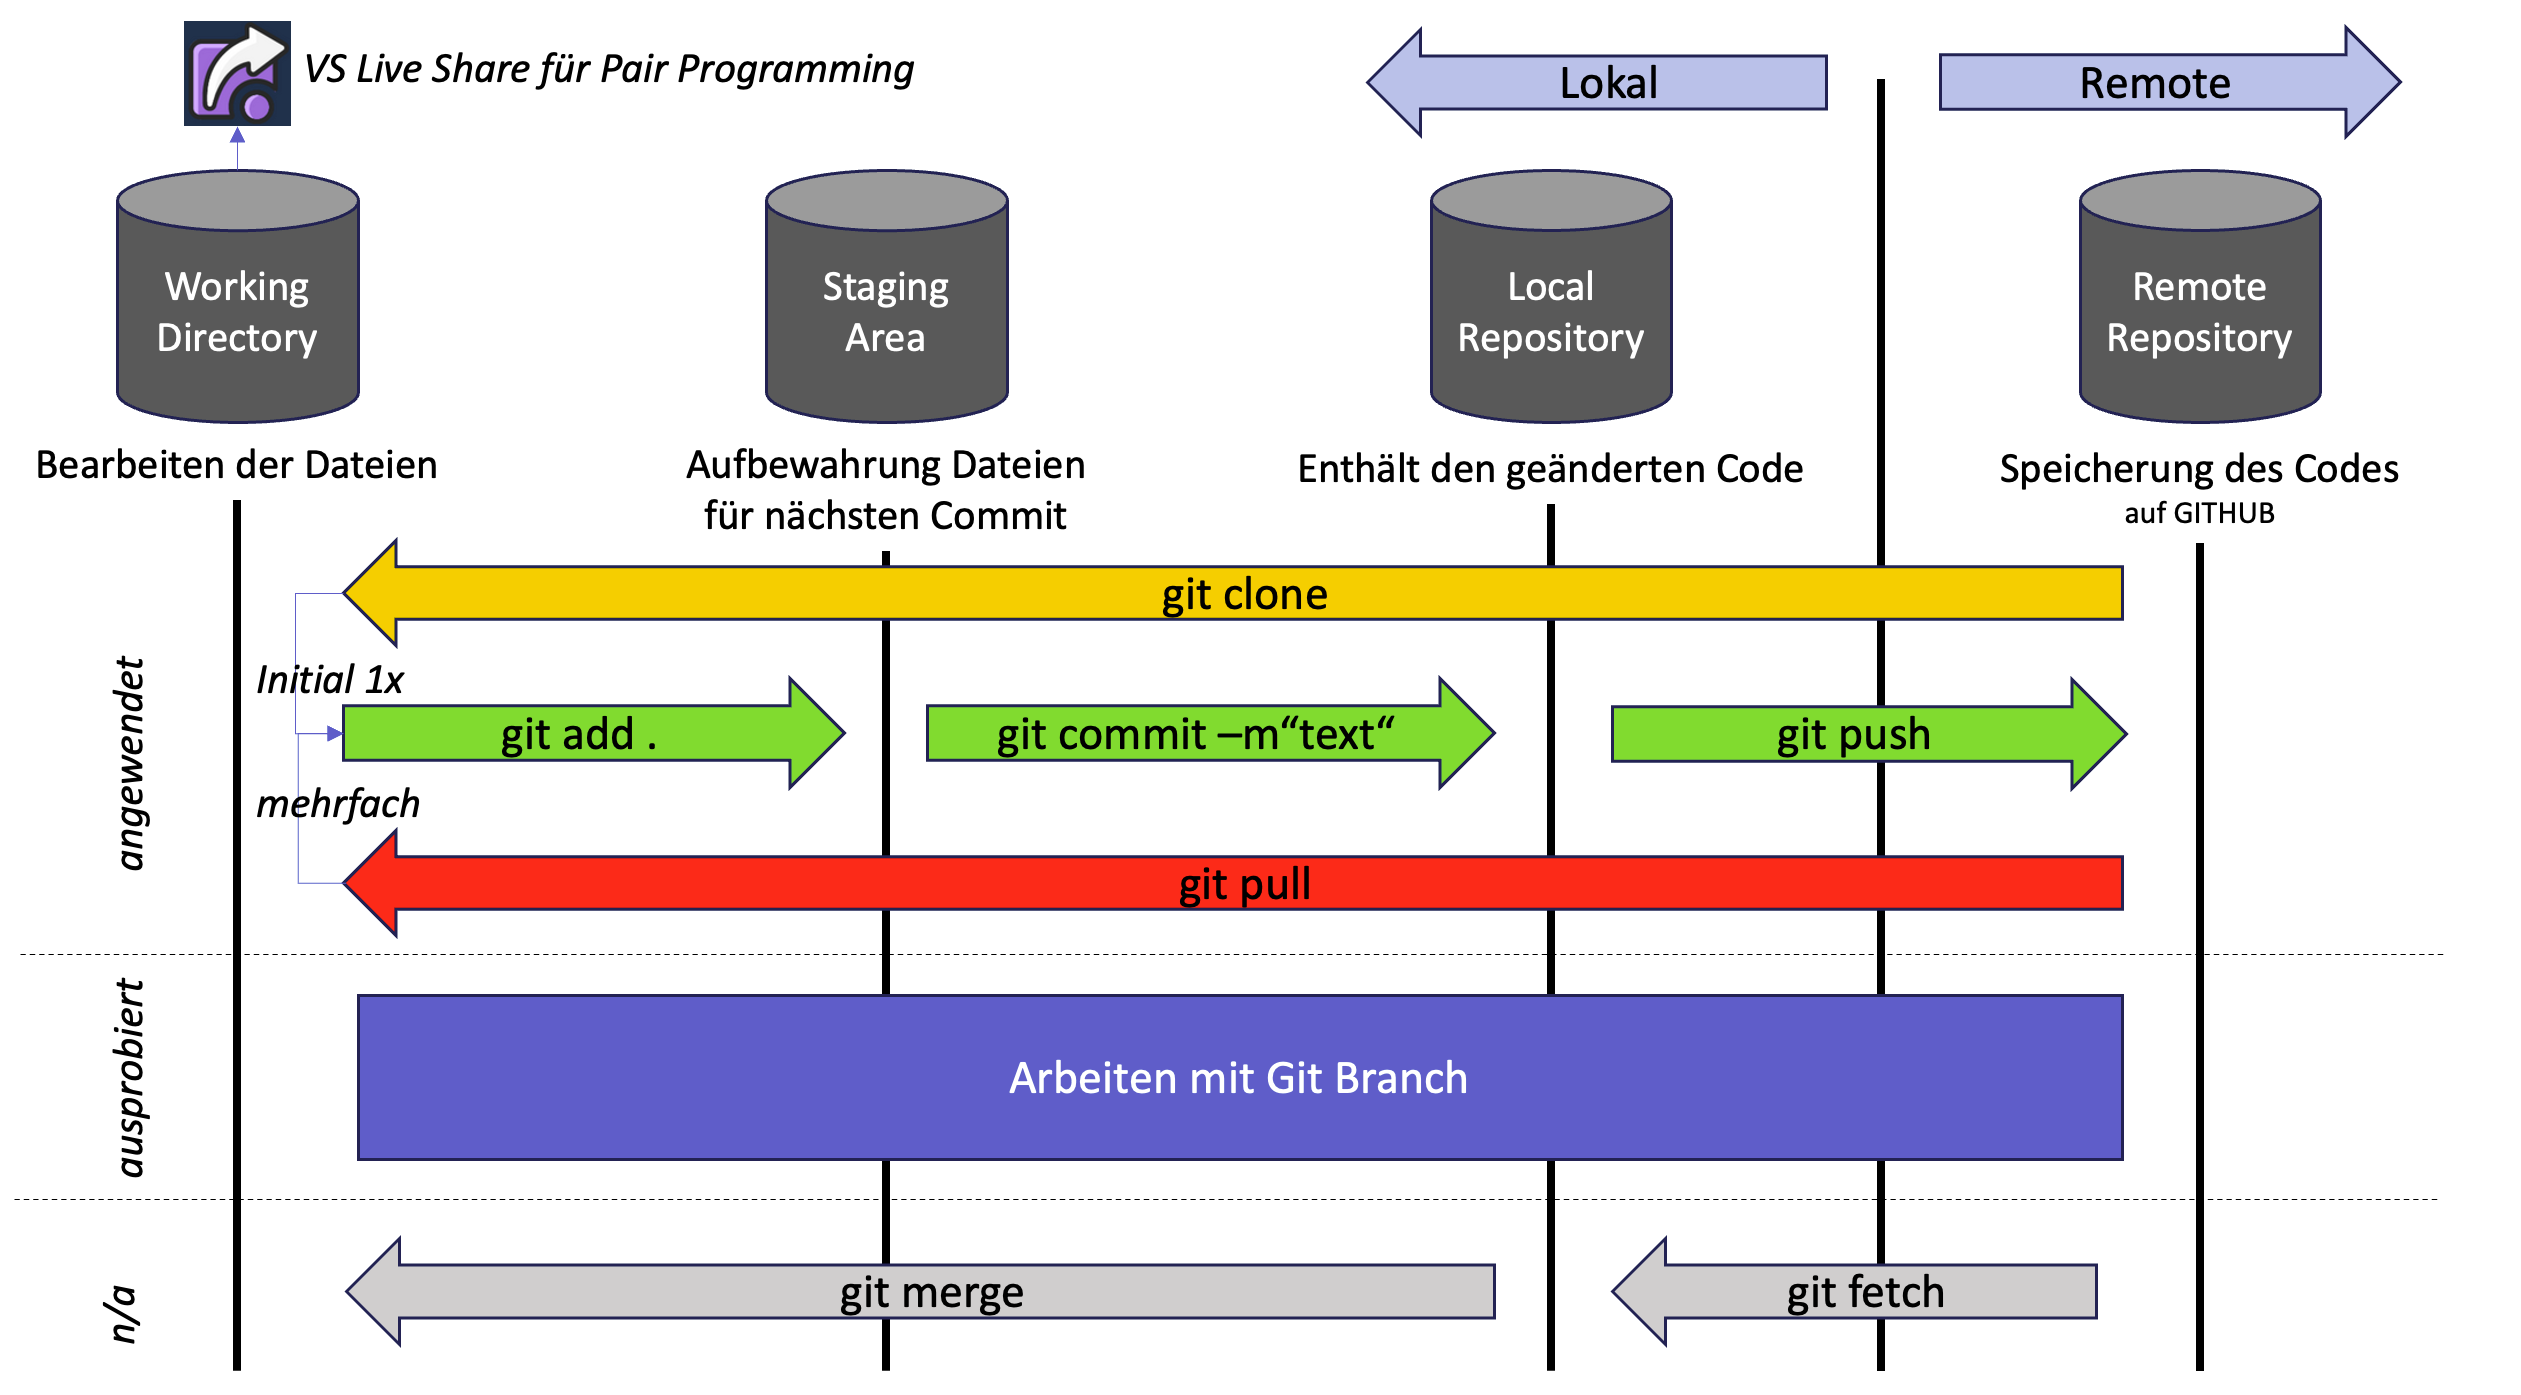 VS Live Share für Pair Programming
Lokal
Remote
Working
Directory
Staging
Area
Local
Repository
Remote
Repository
Bearbeiten der Dateien
Aufbewahrung Dateien
für nächsten Commit
Enthält den geänderten Code
Speicherung des Codes
auf GITHUB
angewendet
git clone
Initial 1x
git add .
git commit –m“text“
git push
mehrfach
git pull
ausprobiert
Arbeiten mit Git Branch
n/a
git merge
git fetch